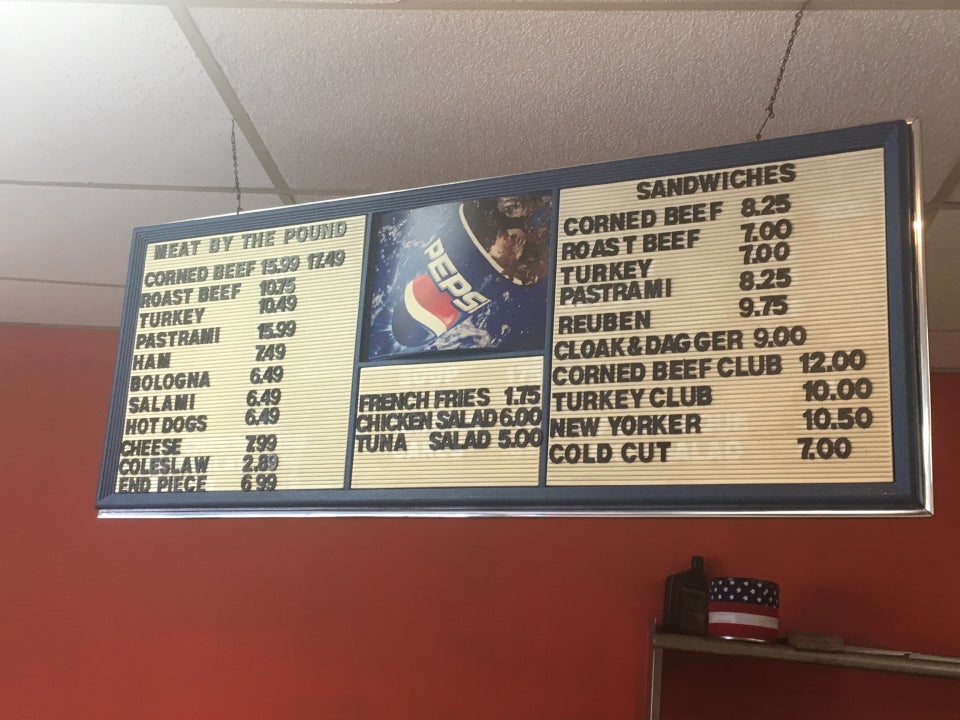 MEAT BY THE POUND
CORNED BEEF 15.99 17.49
ROAST BEEF 10.75
TURKEY 10.49
PASTRAMI 15.99
HAM 7.49
BOLOGNA 6.49
SALAMI 6.49
HOT DOGS 6.49
CHEESE 7.99
COLESLAW 2.89
END PIECE 6.99
PEPSI
FRENCH FRIES 1.75
CHICKEN SALAD 6.00
TUNA SALAD 5.00
SANDWICHES
CORNED BEEF 8.25
ROAST BEEF 7.00
TURKEY 7.00
PASTRAMI 8.25
REUBEN 9.75
CLOAK & DAGGER 9.00
CORNED BEEF CLUB 12.00
TURKEY CLUB 10.00
NEW YORKER 10.50
COLD CUT 7.00